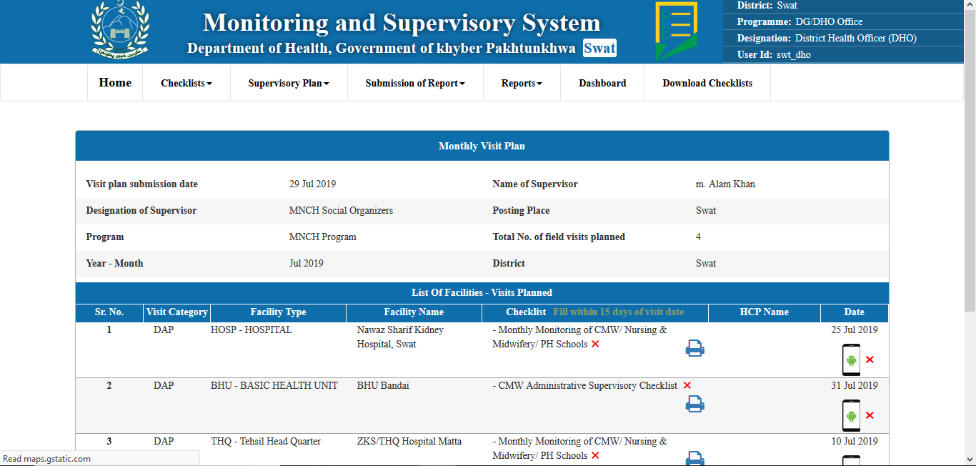 Monitoring and Supervisory System
Department of Health, Government of khyber Pakhtunkhwa Swat
District: Swat
Programme: DG/DHO Office
Designation: District Health Officer (DHO)
User Id: swt_dho
Home Checklists Supervisory Plan Submission of Report Reports Dashboard Download Checklists
Monthly Visit Plan
Visit plan submission date 29 Jul 2019 Name of Supervisor m. Alam Khan
Designation of Supervisor MNCH Social Organizers Posting Place Swat
Program MNCH Program Total No. of field visits planned 4
Year - Month Jul 2019 District Swat
List Of Facilities - Visits Planned
Sr. No. Visit Category Facility Type Facility Name Checklist Fill within 15 days of visit date HCP Name Date
1 DAP HOSP - HOSPITAL Nawaz Sharif Kidney - Monthly Monitoring of CMW/ Nursing & 25 Jul 2019
Hospital, Swat Midwifery/ PH Schools
2 DAP BHU - BASIC HEALTH UNIT BHU Bandai - CMW Administrative Supervisory Checklist 31 Jul 2019
3 DAP THQ - Tehsil Head Quarter ZKS/THQ Hospital Matta - Monthly Monitoring of CMW/ Nursing & 10 Jul 2019
Midwifery/ PH Schools
Read maps.gstatic.com